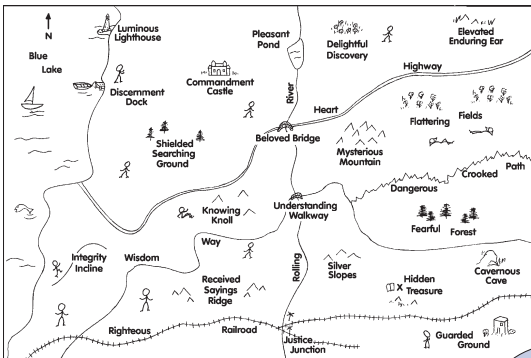 N
Luminous
Lighthouse
Pleasant
Pond
Delightful
Discovery
Elevated
Enduring Ear
Blue
Lake
Discernment
Dock
Commandment
Castle
River
Heart
Highway
Flattering
Fields
Beloved Bridge
Shielded
Searching
Ground
Mysterious
Mountain
Dangerous
Crooked
Path
Knowing
Knoll
Understanding
Walkway
Fearful
Forest
Integrity
Incline
Wisdom
Way
Received
Sayings
Ridge
Rolling
Silver
Slopes
Hidden
Treasure
X
Cavernous
Cave
Righteous
Railroad
Justice
Junction
Guarded
Ground